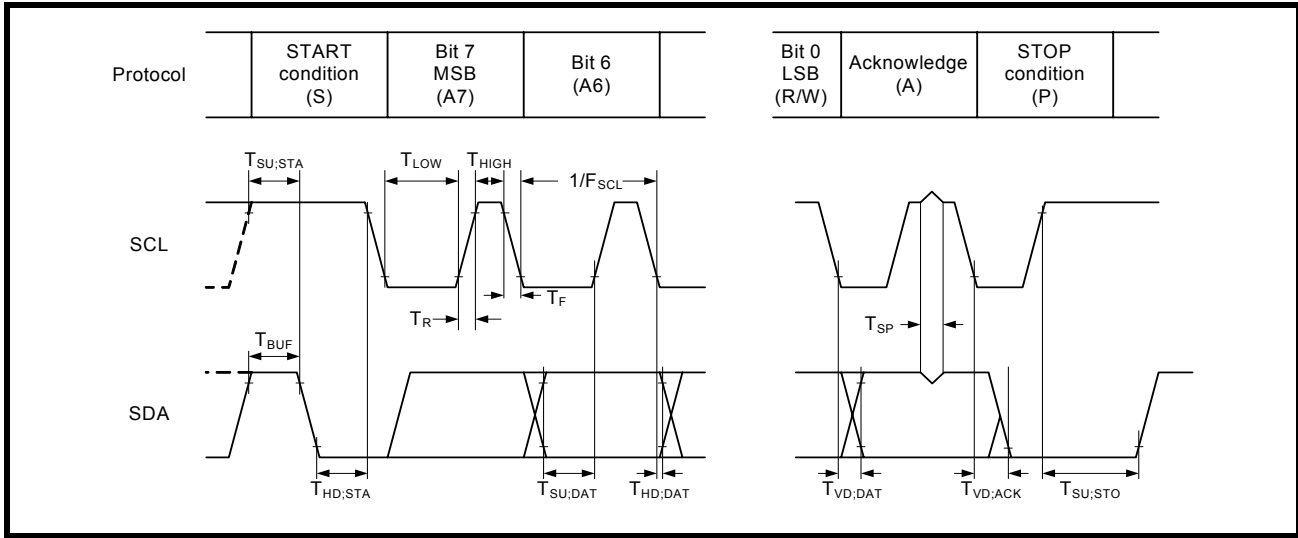 Protocol
START
condition
(S)
Bit 7
MSB
(A7)
Bit 6
(A6)
Bit 0
LSB
(R/W)
Acknowledge
(A)
STOP
condition
(P)
TSU;STA
TLOW
THIGH
1/FSCL
SCL
TF
TR
TSP
TBUF
SDA
THD;STA
TSU;DAT
THD;DAT
TVD;DAT
TVD;ACK
TSU;STO